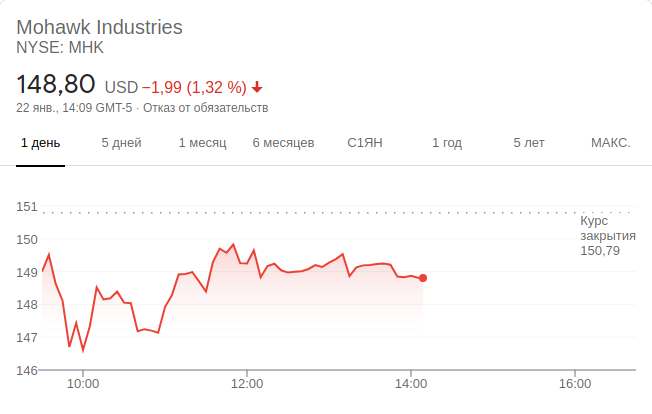 Mohawk Industries
NYSE: MHK
148,80 USD −1,99 (1,32 %)
22 янв., 14:09 GMT-5 · Отказ от обязательств
1 день 5 дней 1 месяц 6 месяцев С1ЯН 1 год 5 лет МАКС.
151
Курс
закрытия
150,79
150
149
148
147
146
10:00 12:00 14:00 16:00